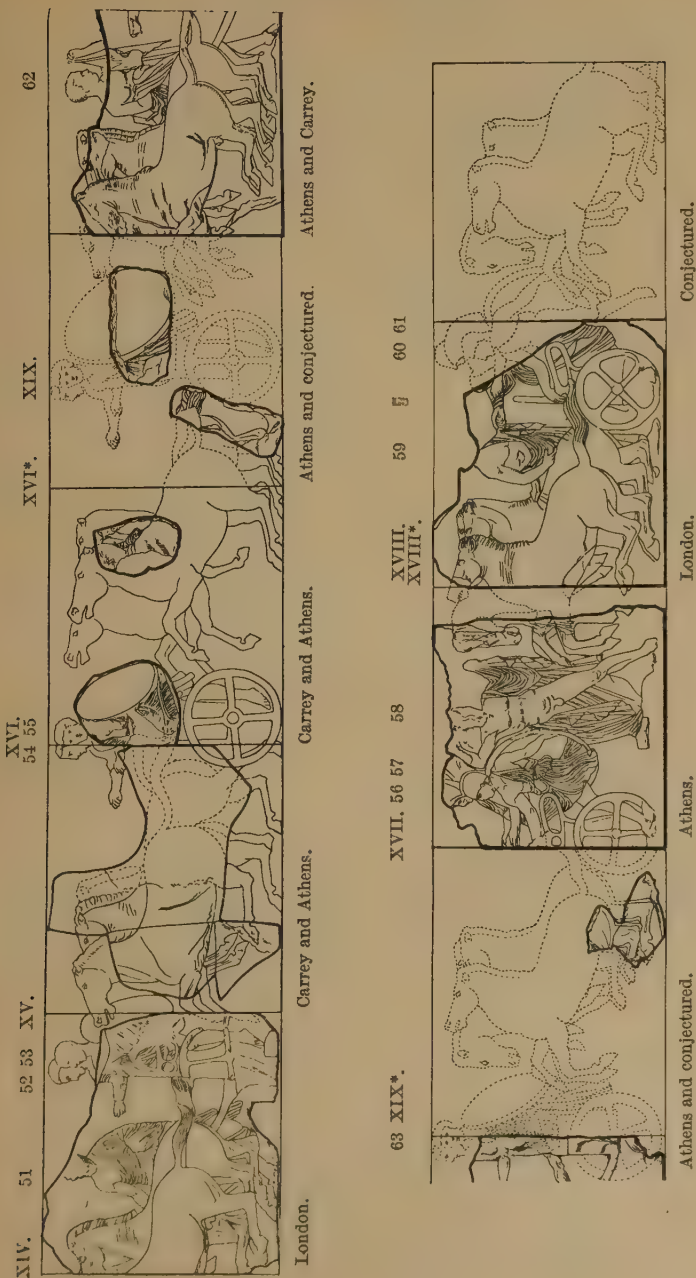 XVI.
XIV. 51 52 53 XV. 54 55 XVI*. XIX. 62
London. Carrey and Athens. Carrey and Athens. Athens and conjectured. Athens and Carrey.
XVIII.
63 XIX*. XVII. 56 57 58 XVIII*. 59 60 61
Athens and conjectured. Athens. London. Conjectured.